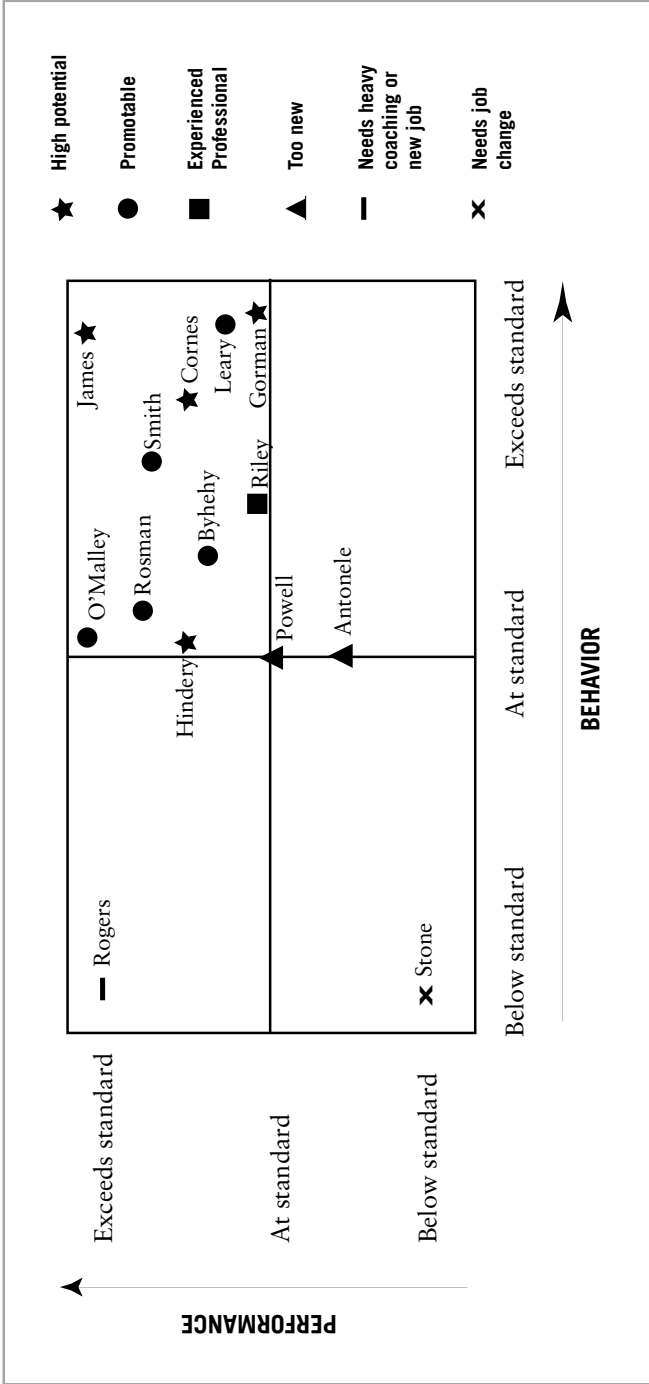 PERFORMANCE
Exceeds standard
At standard
Below standard
James
O'Malley
Smith
Rosman
Cornes
Leary
Byhehy
Gorman
Riley
Hindery
Powell
Antonele
Rogers
Stone
Below standard
At standard
Exceeds standard
BEHAVIOR
High potential
Promotable
Experienced
Professional
Too new
Needs heavy
coaching or
new job
Needs job
change